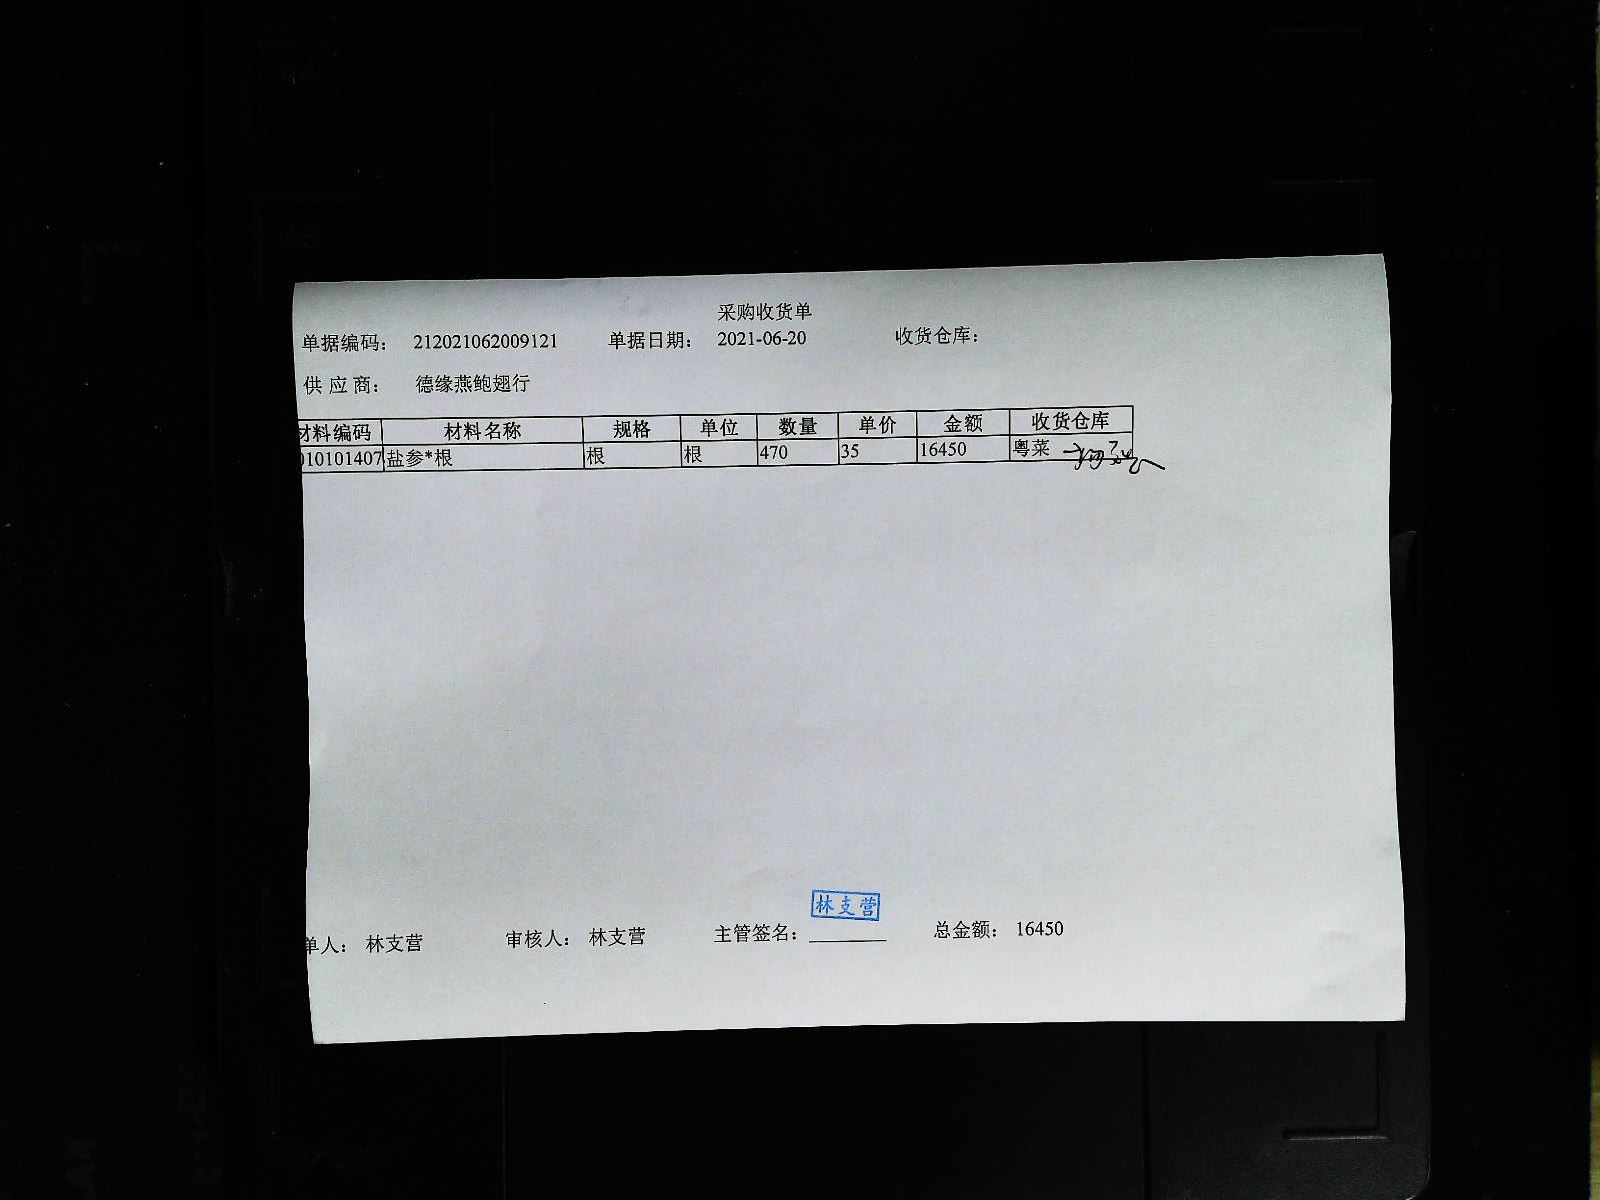 采购收货单
单据编码： 212021062009121 单据日期： 2021-06-20 收货仓库：
供 应 商： 德缘燕鲍翅行
材料编码 材料名称 规格 单位 数量 单价 金额 收货仓库
010101407 盐参*根 根 根 470 35 16450 粤菜
林支营
单人： 林支营 审核人： 林支营 主管签名： 总金额： 16450